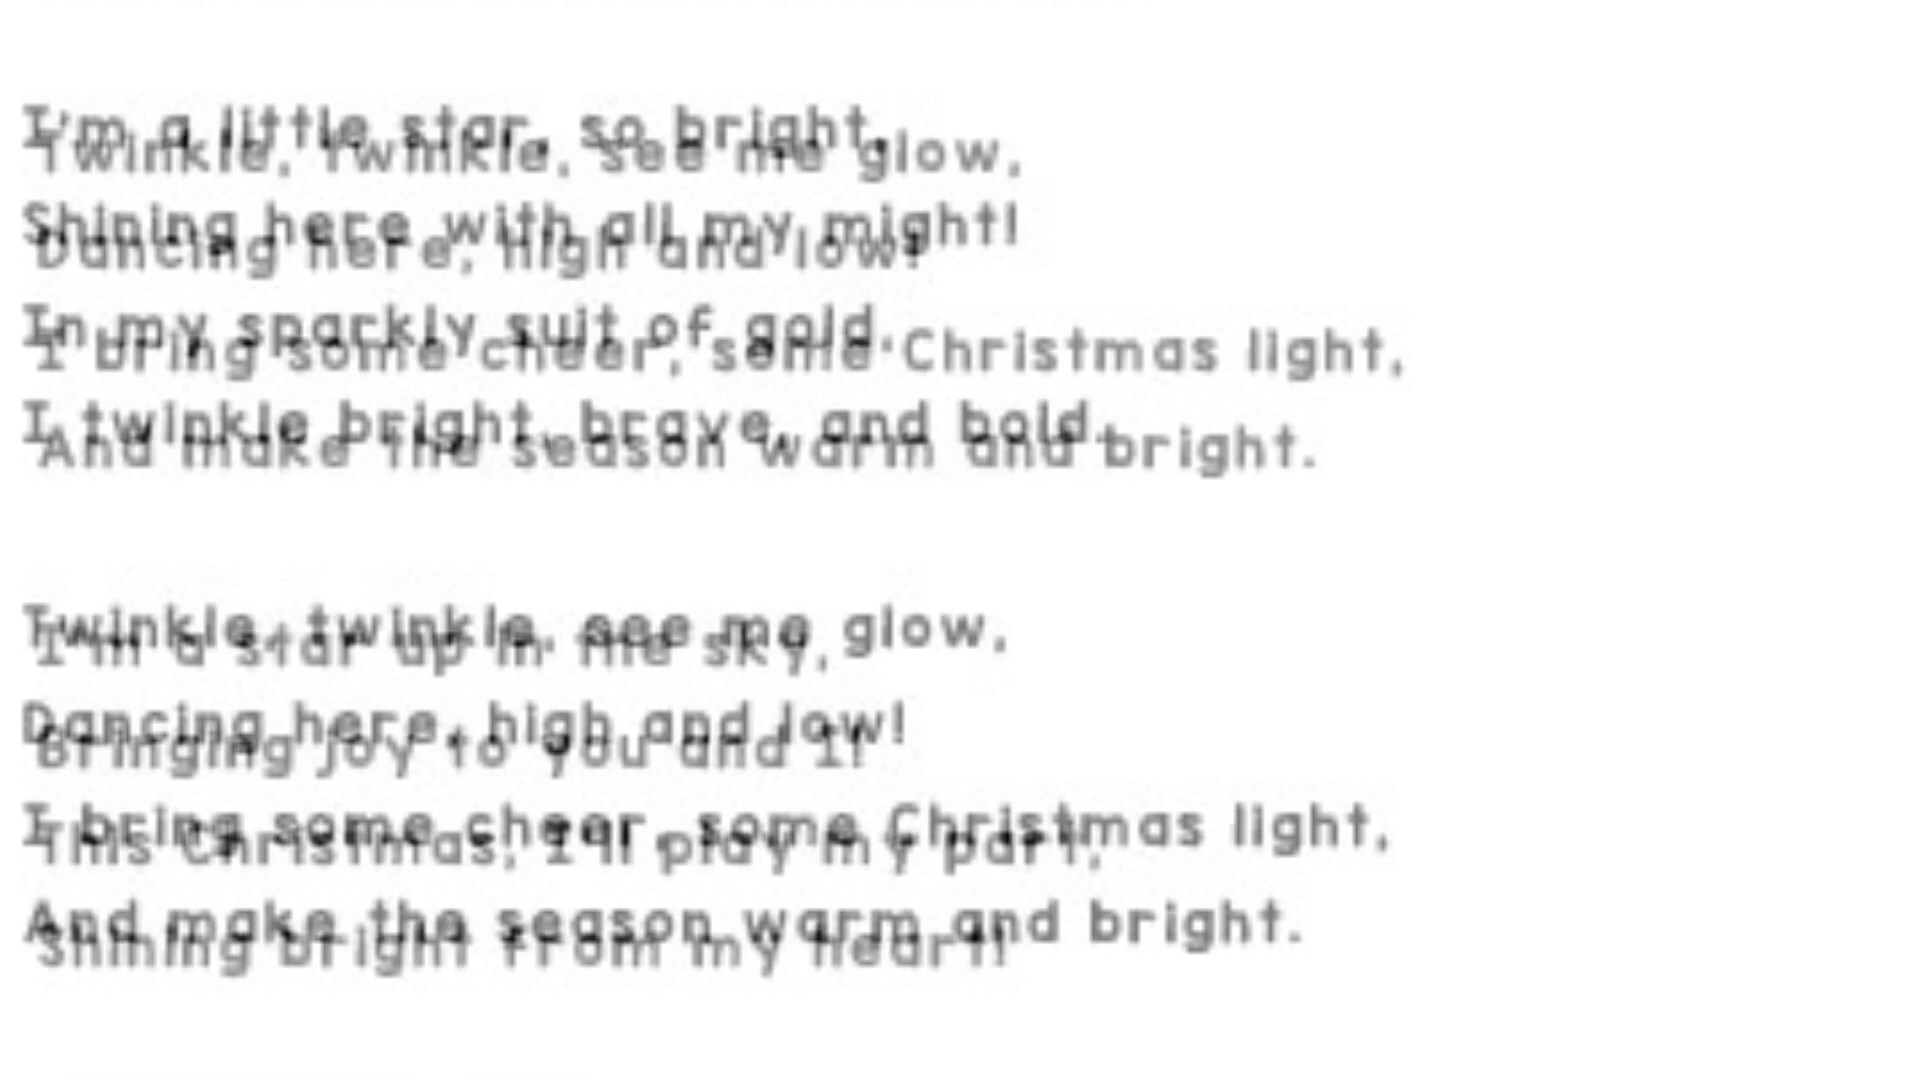 I'm a little star, so bright,
Twinkle, twinkle, see me glow,
Shining here with all my might!
Dancing here, high and low!
In my sparkly suit of gold,
I bring some cheer, some Christmas light,
I twinkle bright, brave, and bold.
And make the season warm and bright.
Twinkle, twinkle, see me glow,
I'm a star up in the sky,
Dancing here, high and low!
Bringing joy to you and I!
I bring some cheer, some Christmas light,
This Christmas, I'll play my part,
And make the season warm and bright.
Shining bright from my heart!